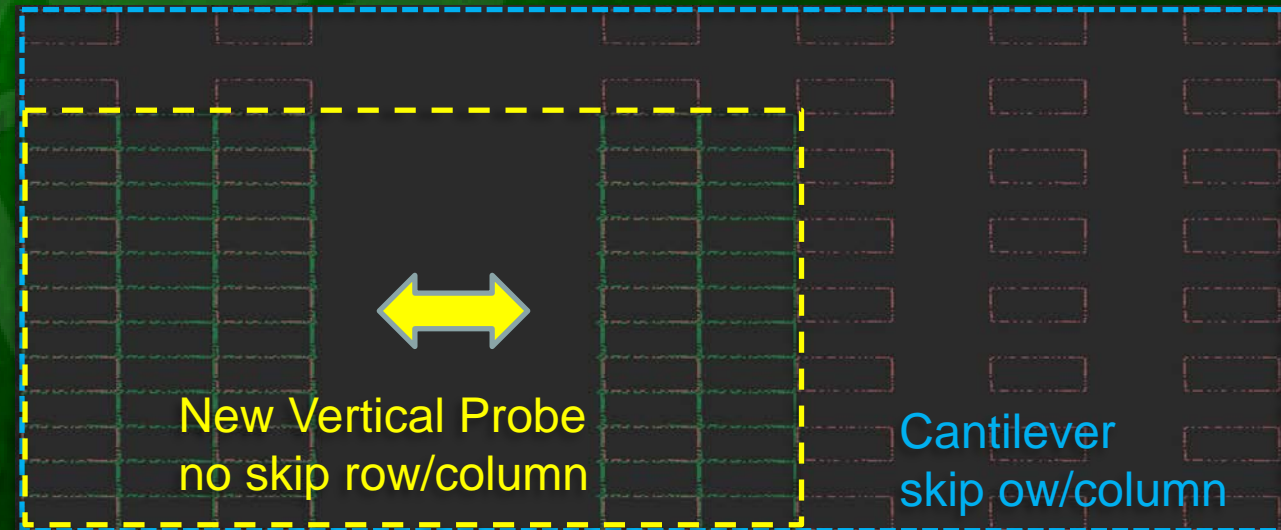 New Vertical Probe
no skip row/column
Cantilever
skip ow/column